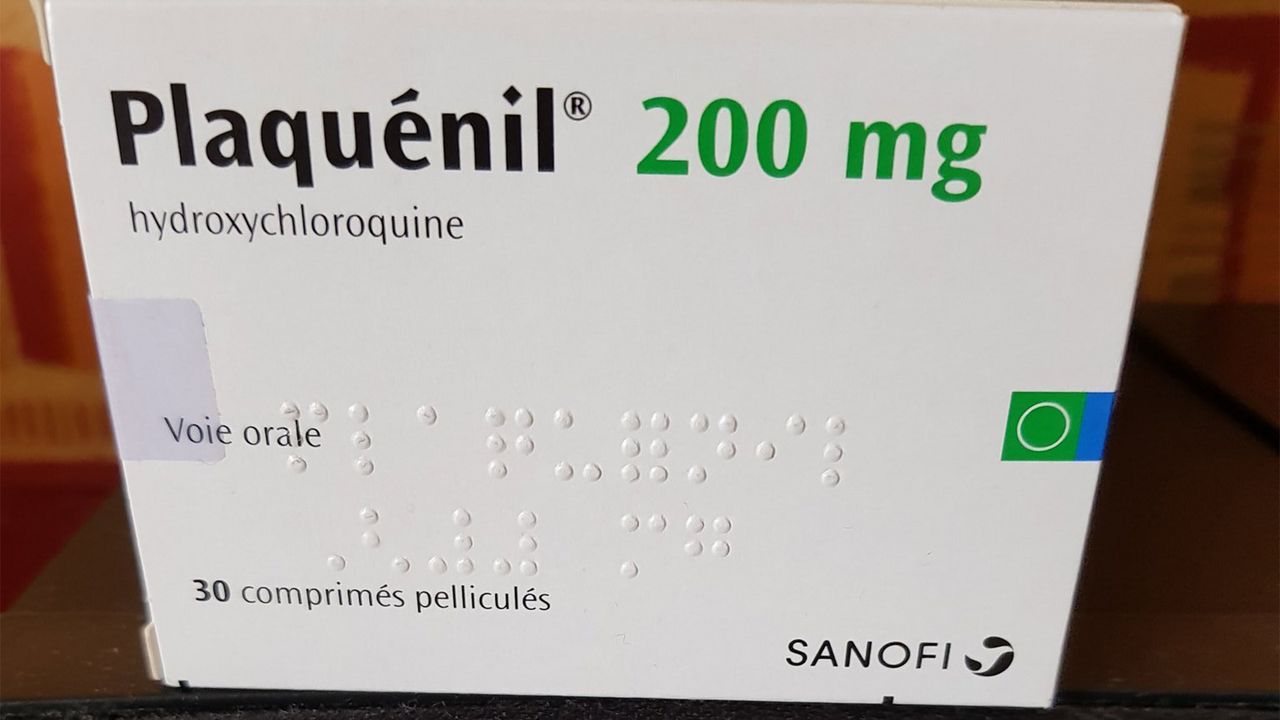 Plaquénil® 200 mg
hydroxychloroquine
Voie orale
30 comprimés pelliculés
SANOFI